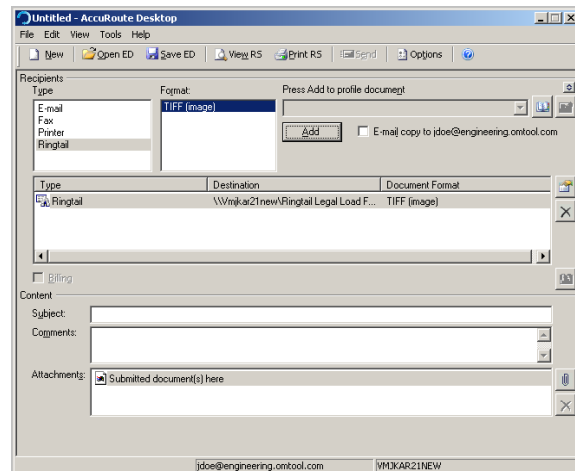 Untitled - AccuRoute Desktop
File Edit View Tools Help
New Open ED Save ED View RS Print RS Send Options
Recipients
Type Format: Press Add to profile document
E-mail TIFF (image)
Fax
Printer
Ringtail
Add E-mail copy to jdoe@engineering.omtool.com
Type Destination Document Format
Ringtail \\Vmjkar21new\Ringtail Legal Load F... TIFF (image)
Billing
Content
Subject:
Comments:
Attachments: Submitted document(s) here
jdoe@engineering.omtool.com VMJKAR21NEW